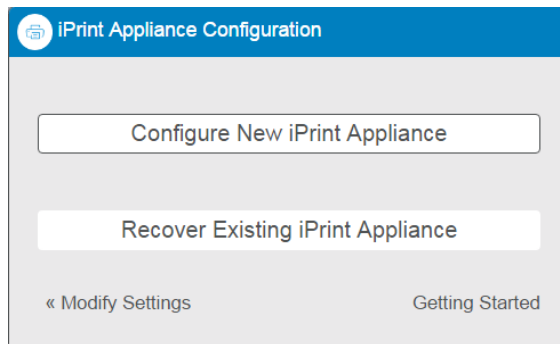 iPrint Appliance Configuration
Configure New iPrint Appliance
Recover Existing iPrint Appliance
« Modify Settings
Getting Started